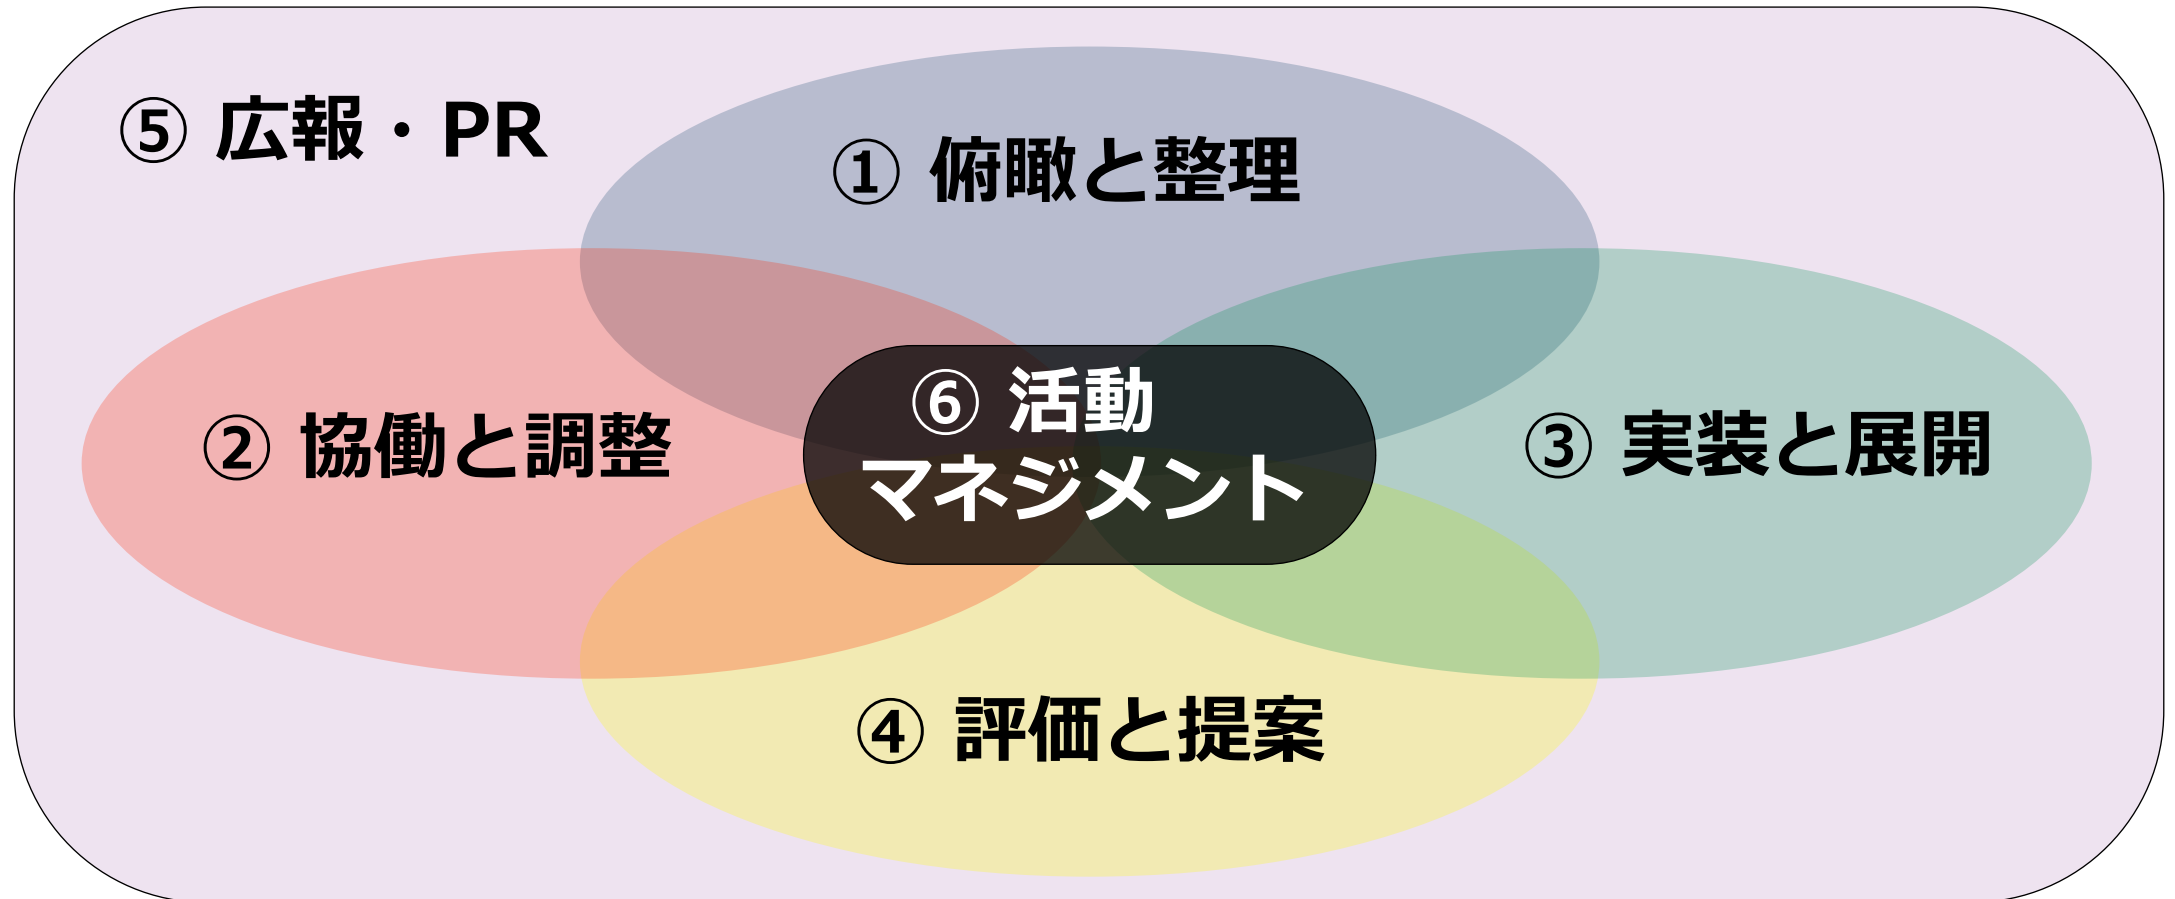 ⑤ 広報・PR
① 俯瞰と整理
② 協働と調整
⑥ 活動
マネジメント
③ 実装と展開
④ 評価と提案